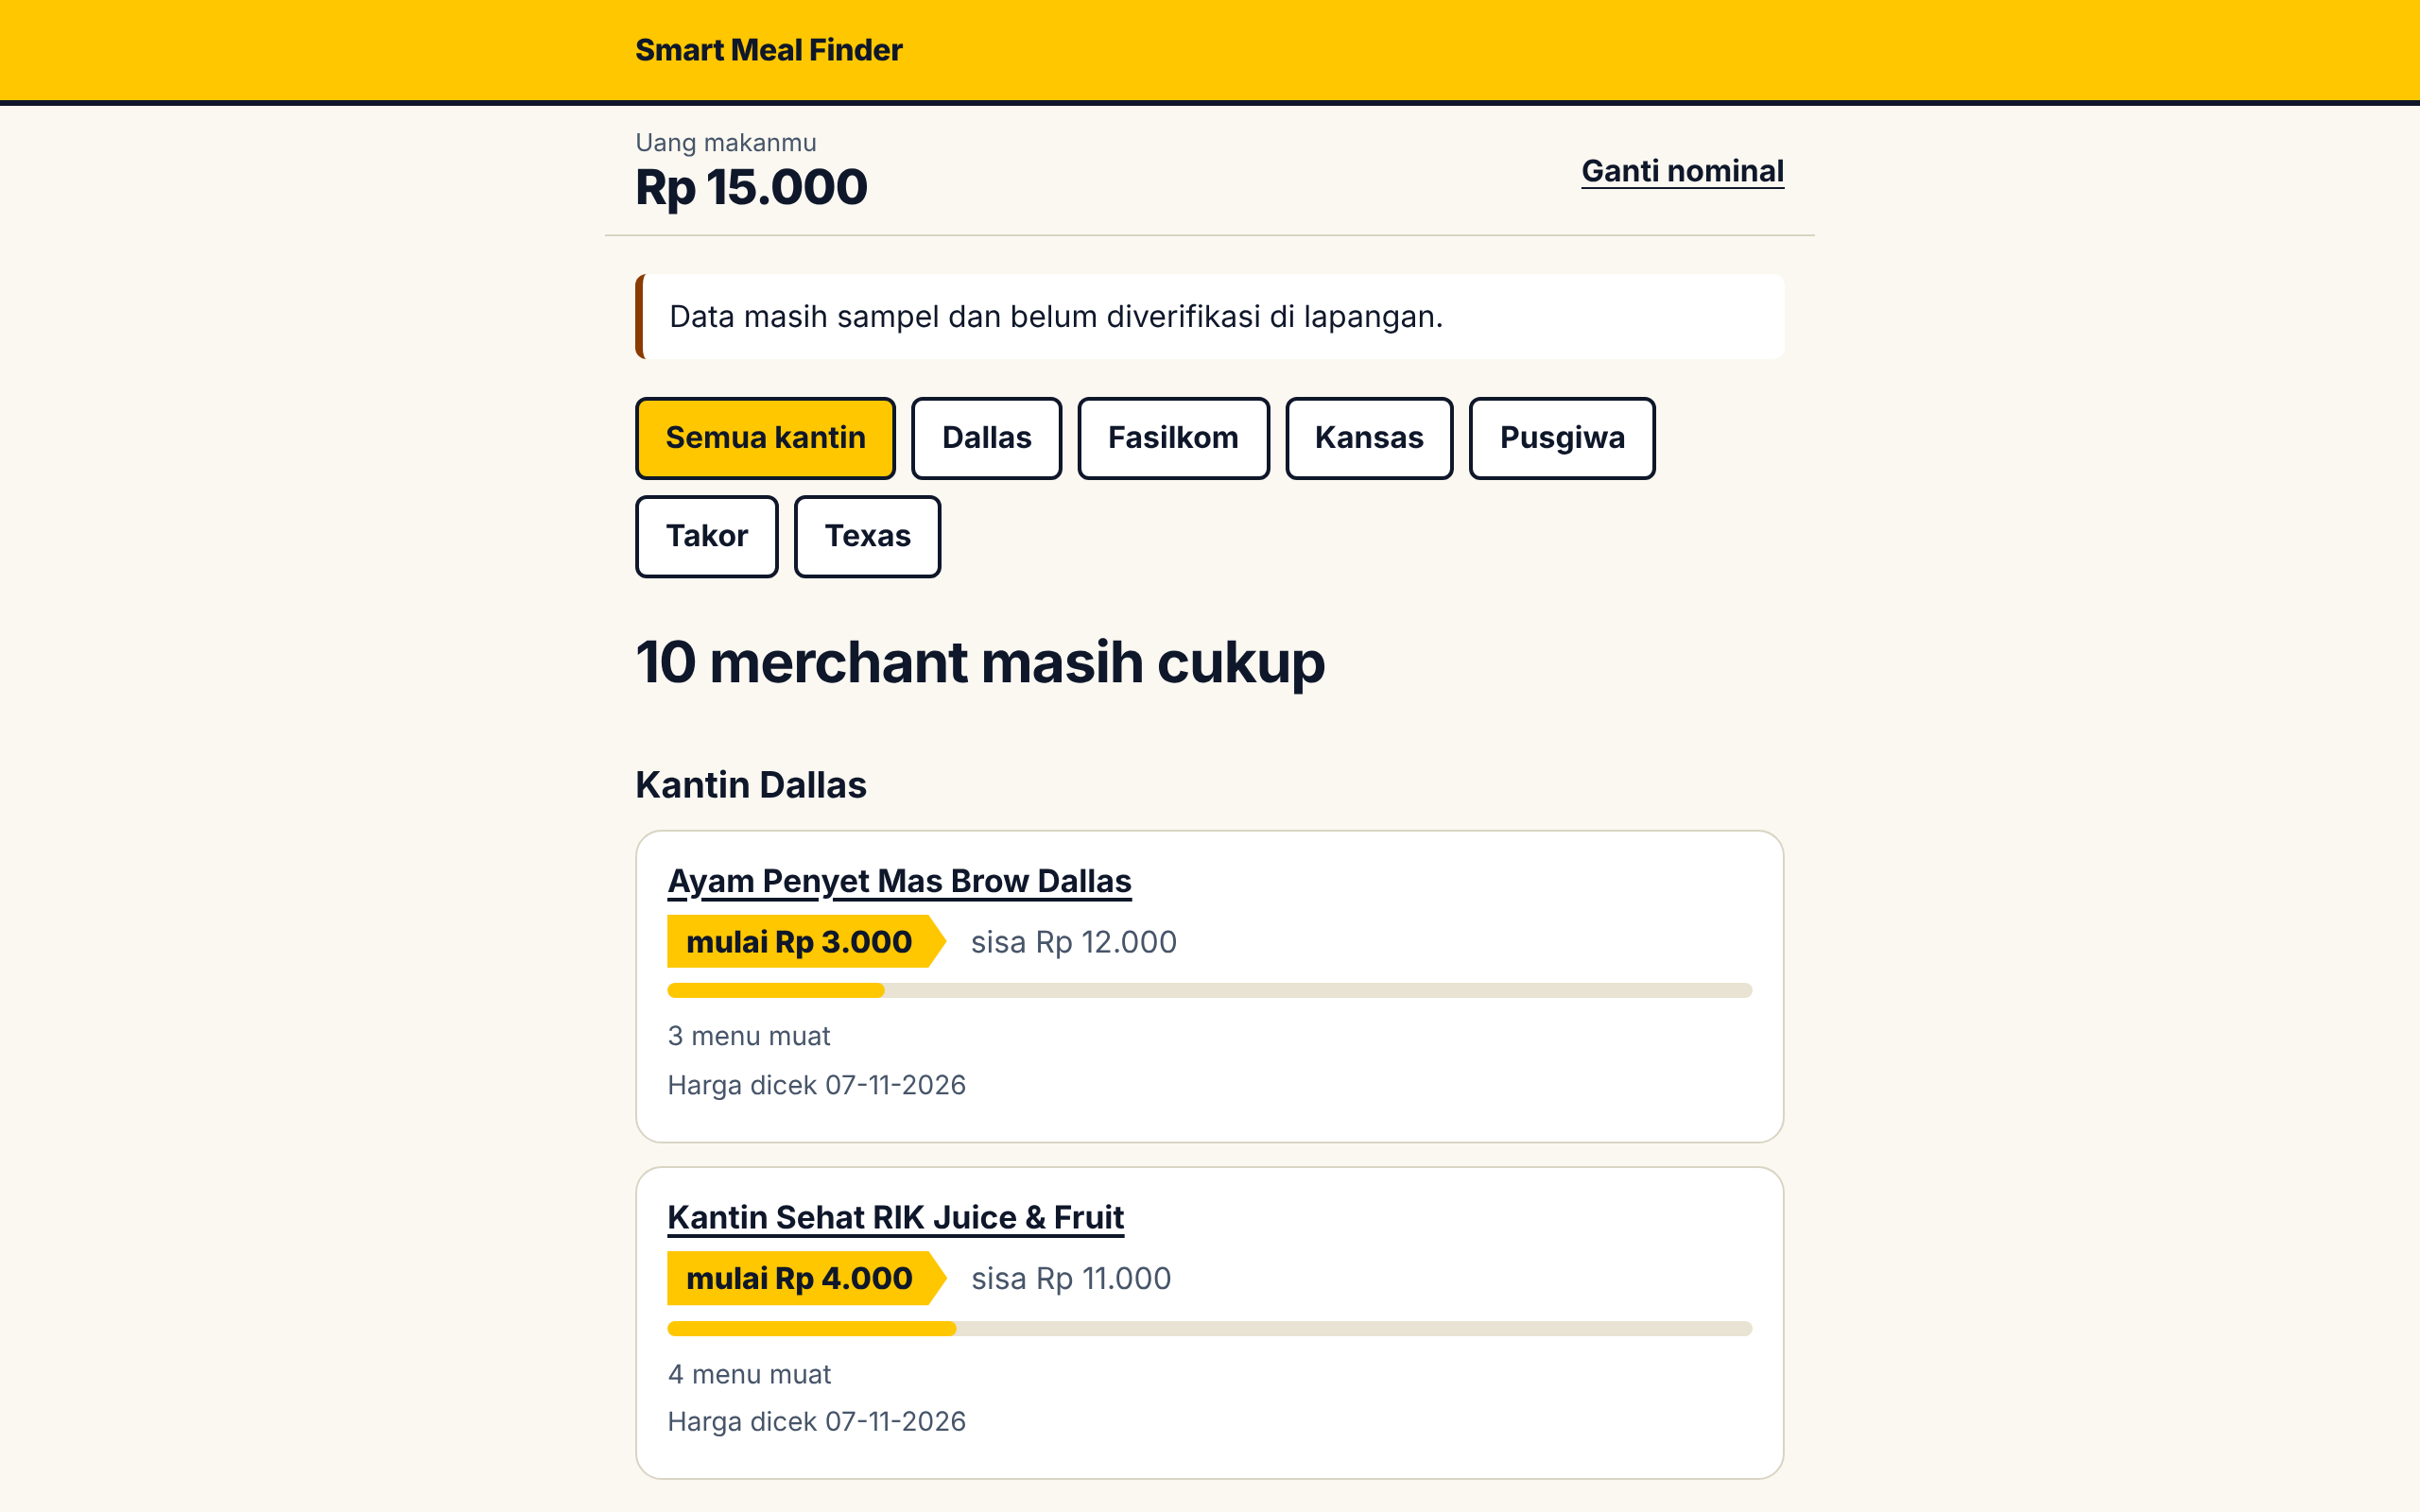 Smart Meal Finder
Uang makanmu
Rp 15.000
Ganti nominal
Data masih sampel dan belum diverifikasi di lapangan.
Semua kantin
Dallas
Fasilkom
Kansas
Pusgiwa
Takor
Texas
10 merchant masih cukup
Kantin Dallas
Ayam Penyet Mas Brow Dallas
mulai Rp 3.000 sisa Rp 12.000
3 menu muat
Harga dicek 07-11-2026
Kantin Sehat RIK Juice & Fruit
mulai Rp 4.000 sisa Rp 11.000
4 menu muat
Harga dicek 07-11-2026